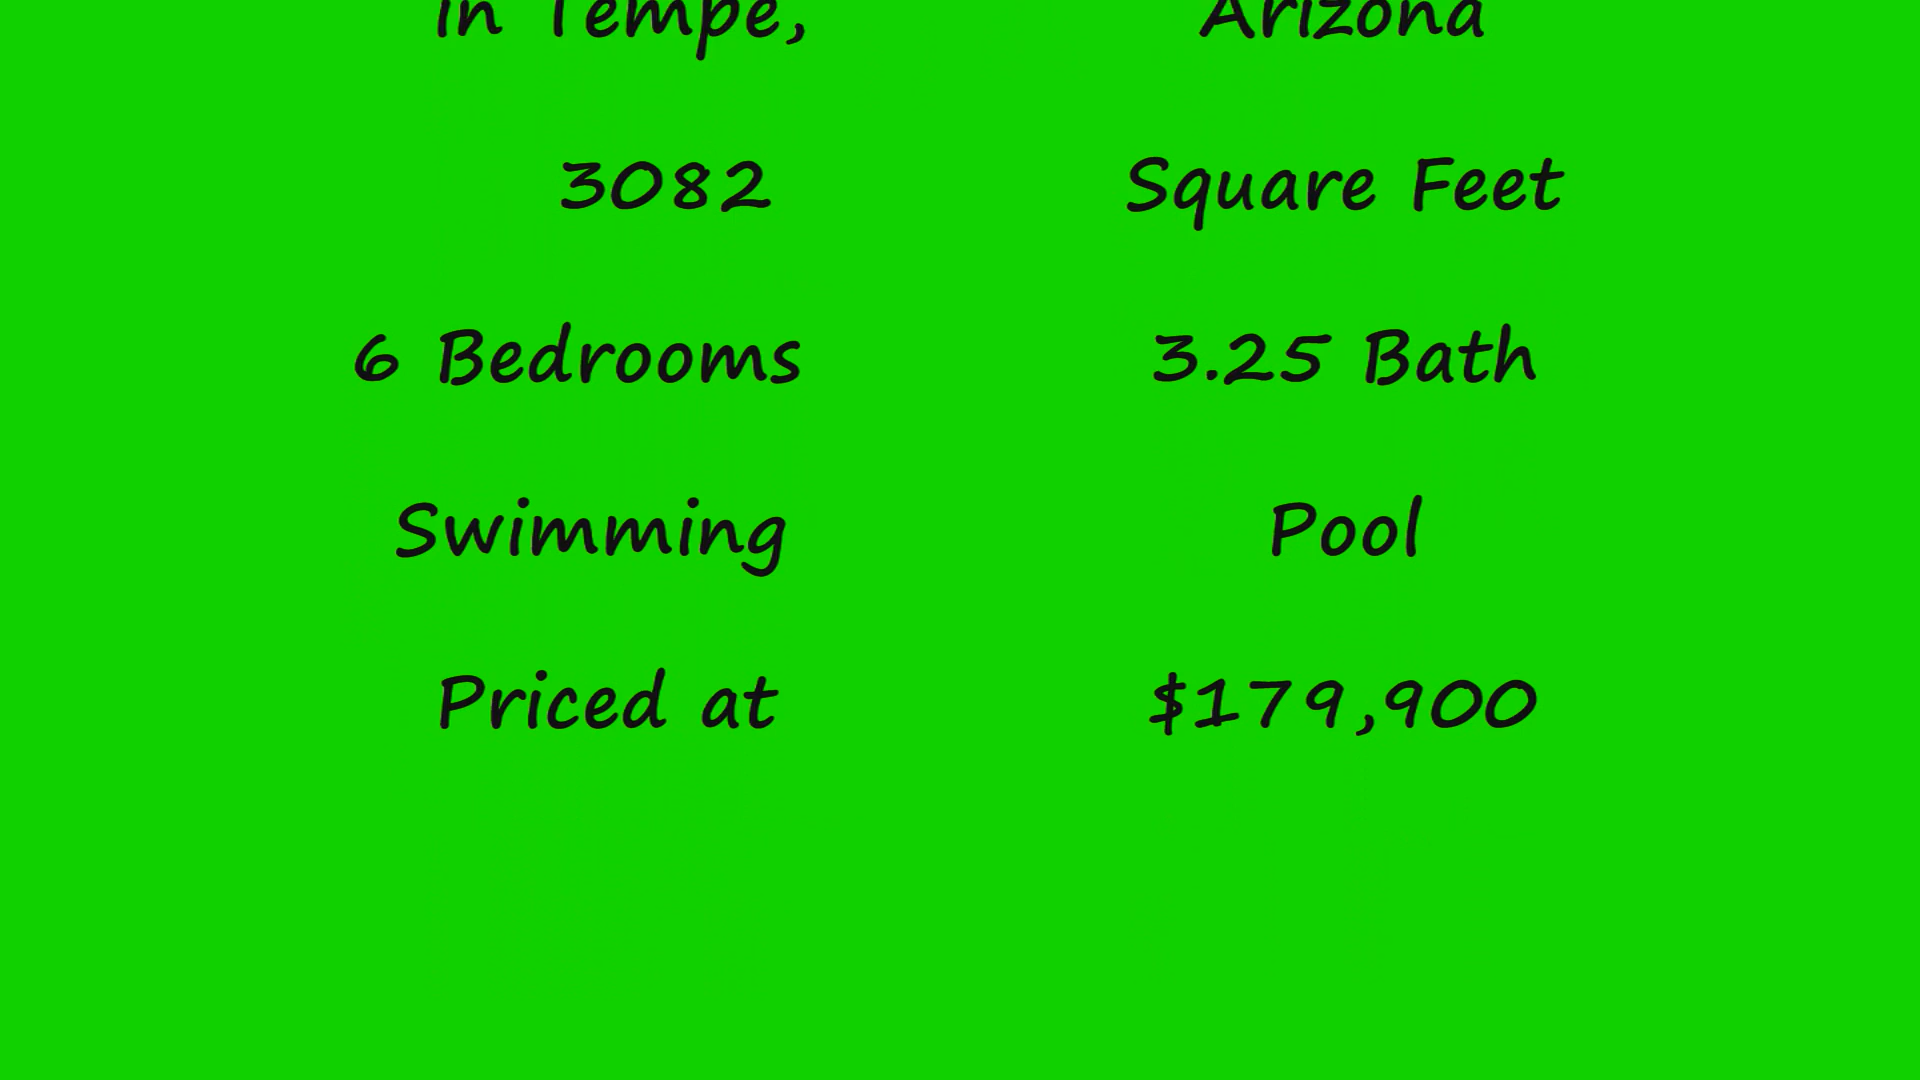 in Tempe, Arizona
3082 Square Feet
6 Bedrooms 3.25 Bath
Swimming Pool
Priced at $179,900